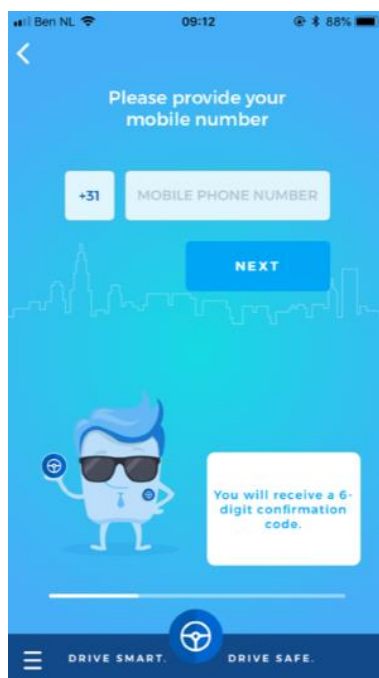 Ben NL 09:12 88%
Please provide your
mobile number
+31 MOBILE PHONE NUMBER
NEXT
You will receive a 6-
digit confirmation
code.
DRIVE SMART. DRIVE SAFE.